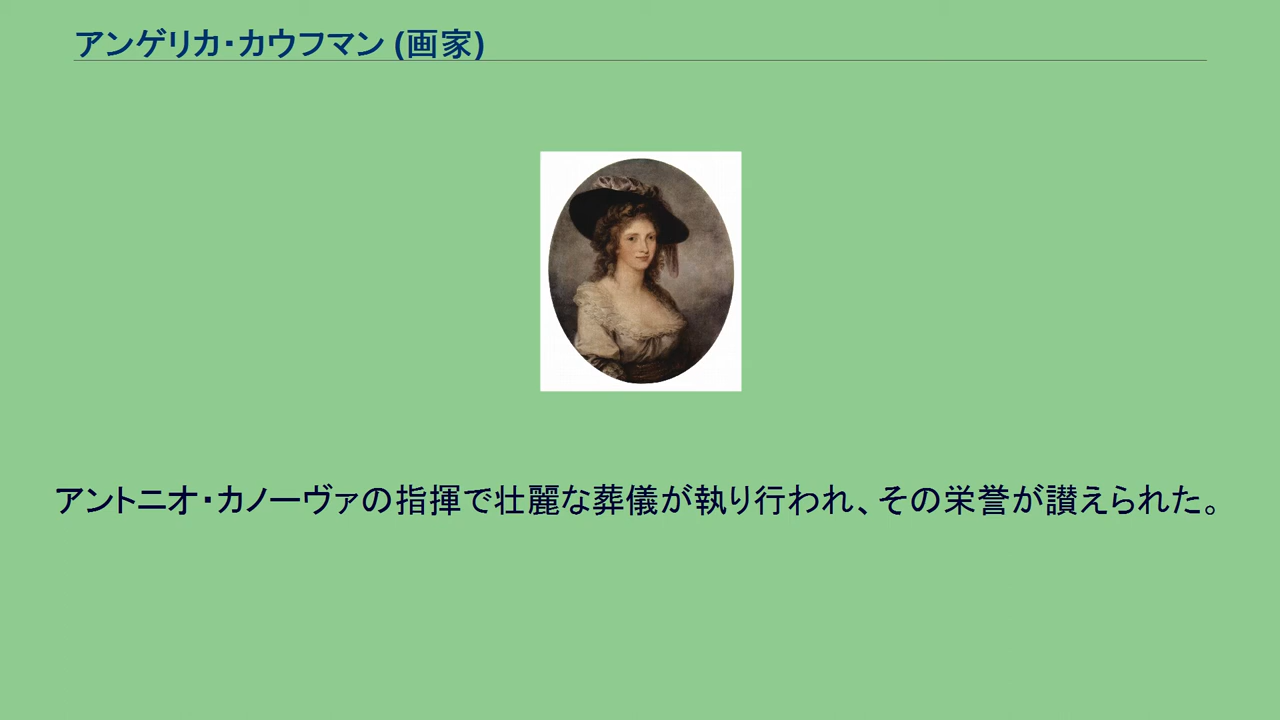 アンゲリカ・カウフマン (画家)
アントニオ・カノーヴァの指揮で壮麗な葬儀が執り行われ、その栄誉が讃えられた。